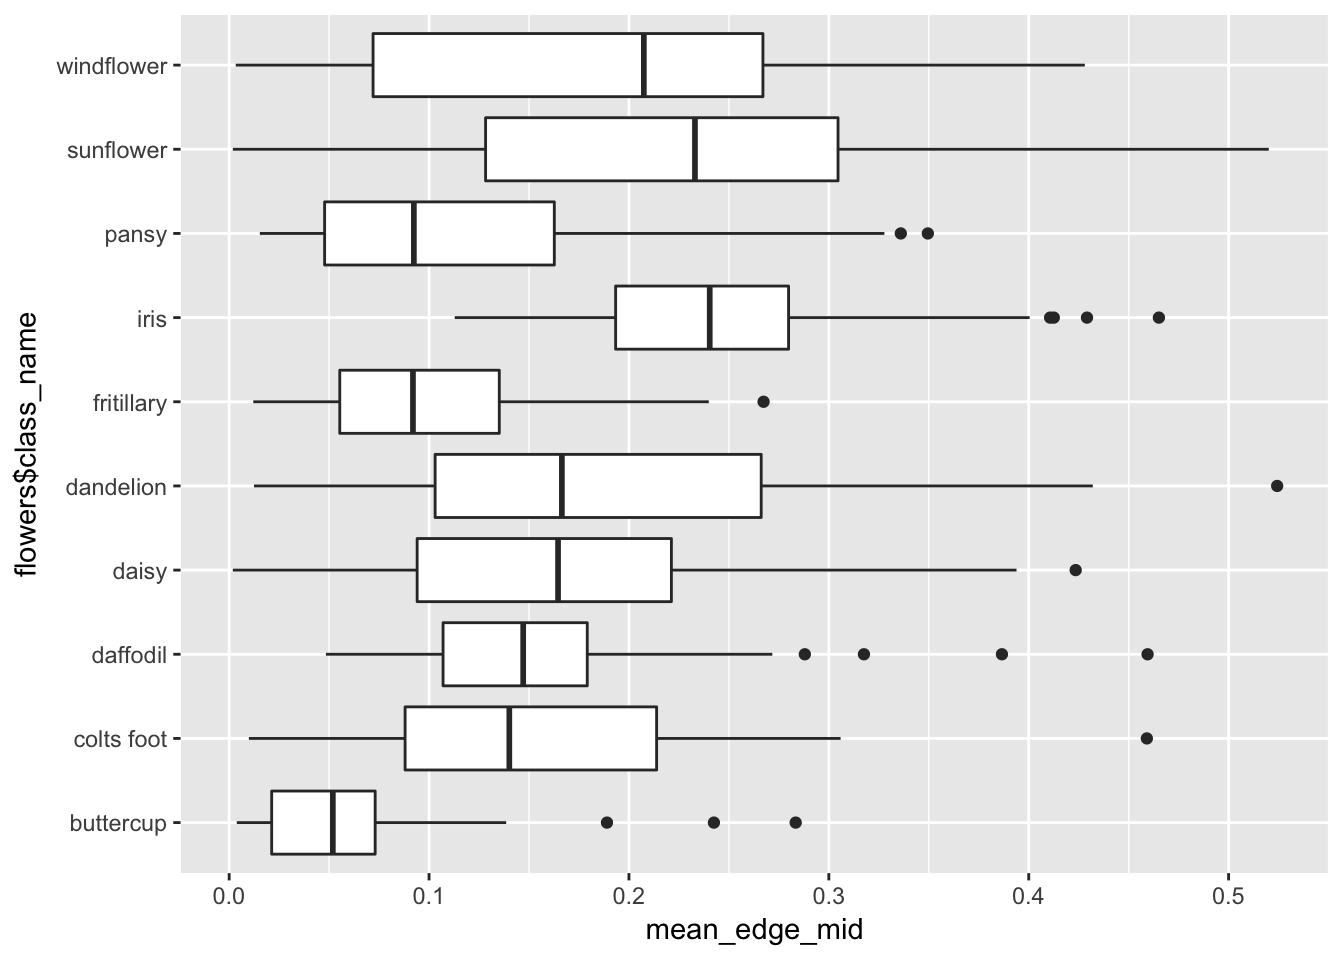 windflower
sunflower
pansy
iris
fritillary
dandelion
daisy
daffodil
colts foot
buttercup
flowers$class_name
0.0 0.1 0.2 0.3 0.4 0.5
mean_edge_mid